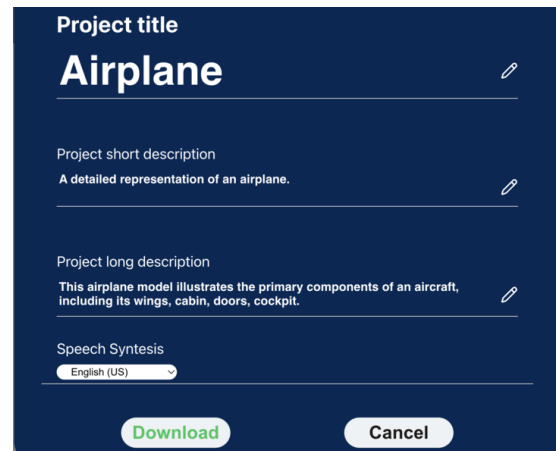 Project title
Airplane
Project short description
A detailed representation of an airplane.
Project long description
This airplane model illustrates the primary components of an aircraft,
including its wings, cabin, doors, cockpit.
Speech Syntesis
English (US)
Download Cancel